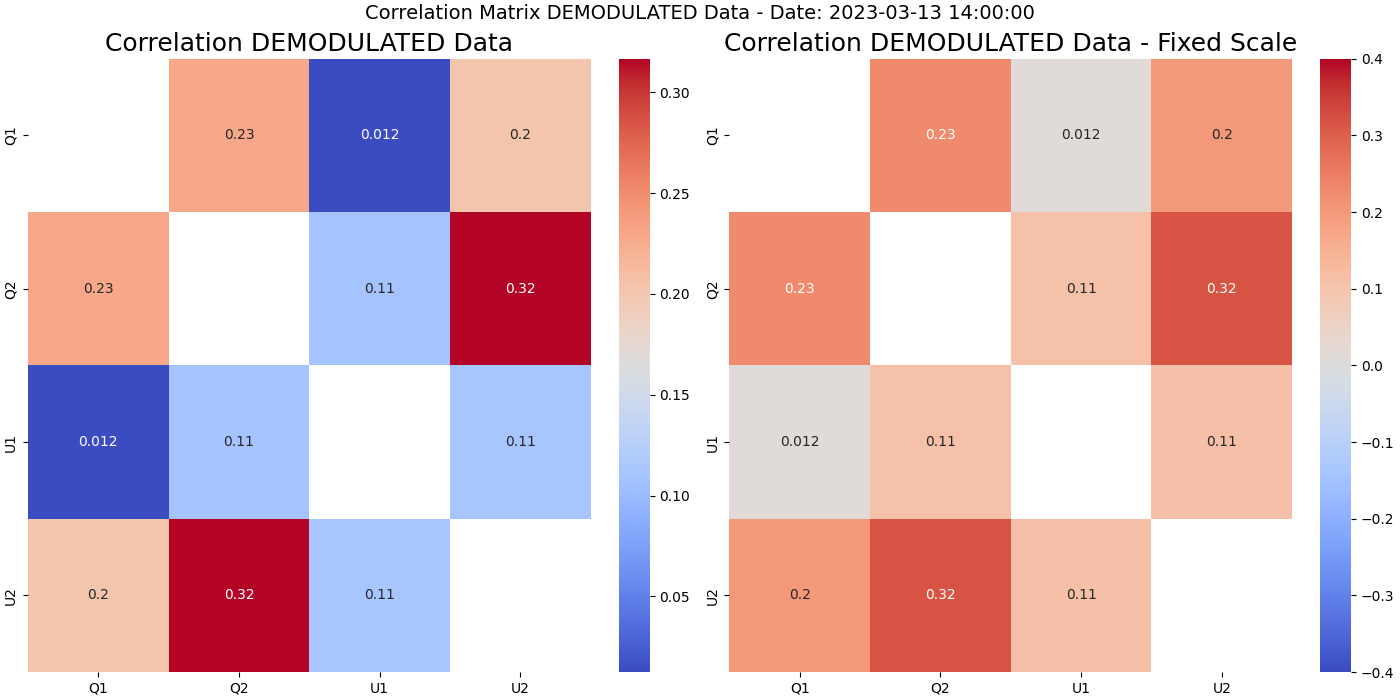 Correlation Matrix DEMODULATED Data - Date: 2023-03-13 14:00:00
Correlation DEMODULATED Data
Q1
0.23
0.012
0.2
Q2
0.23
0.11
0.32
U1
0.012
0.11
0.11
U2
0.2
0.32
0.11
Q1
Q2
U1
U2
0.30
0.25
0.20
0.15
0.10
0.05
Correlation DEMODULATED Data - Fixed Scale
Q1
0.23
0.012
0.2
Q2
0.23
0.11
0.32
U1
0.012
0.11
0.11
U2
0.2
0.32
0.11
Q1
Q2
U1
U2
0.4
0.3
0.2
0.1
0.0
−0.1
−0.2
−0.3
−0.4